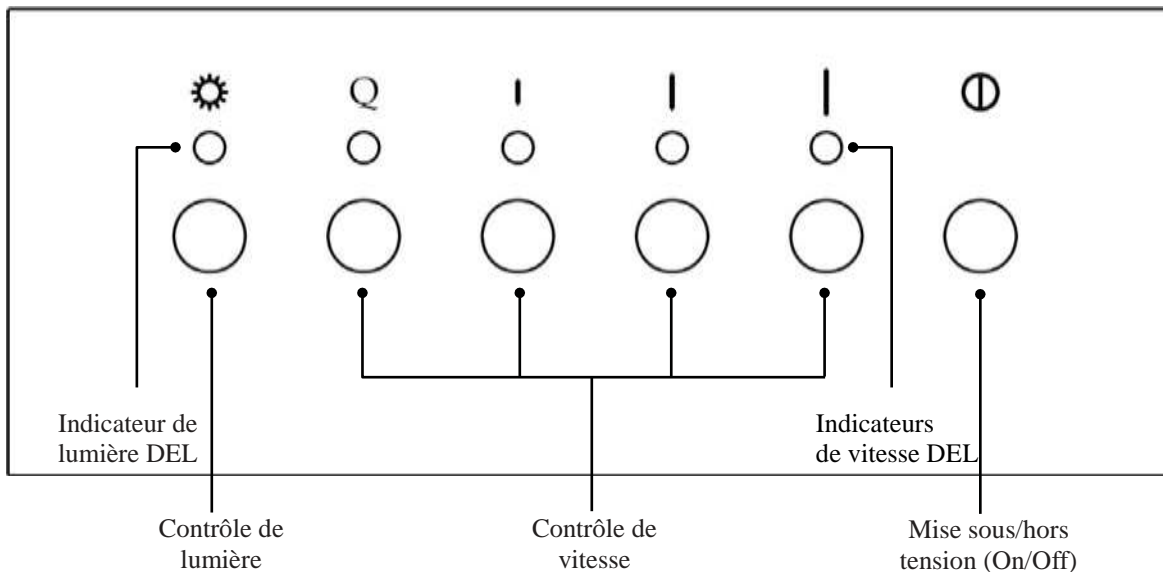 Q
Indicateur de
lumière DEL
Indicateurs
de vitesse DEL
Contrôle de
lumière
Contrôle de
vitesse
Mise sous/hors
tension (On/Off)